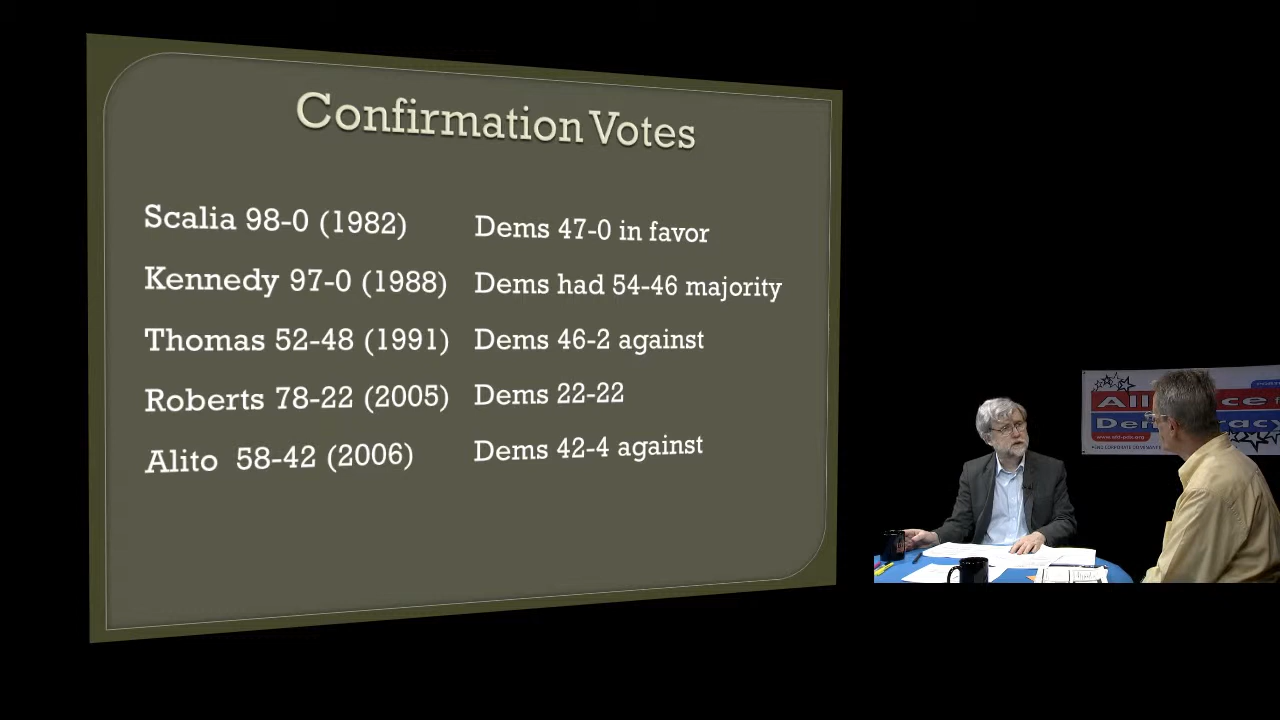 Confirmation Votes
Scalia 98-0 (1982)
Dems 47-0 in favor
Kennedy 97-0 (1988)
Dems had 54-46 majority
Thomas 52-48 (1991)
Dems 46-2 against
Roberts 78-22 (2005)
Dems 22-22
Alito 58-42 (2006)
Dems 42-4 against